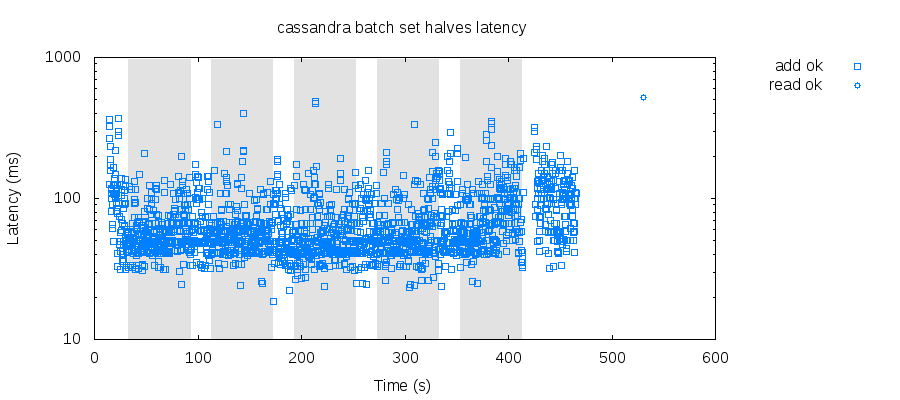 cassandra batch set halves latency
add ok
read ok
Latency (ms)
1000
100
10
0 100 200 300 400 500 600
Time (s)